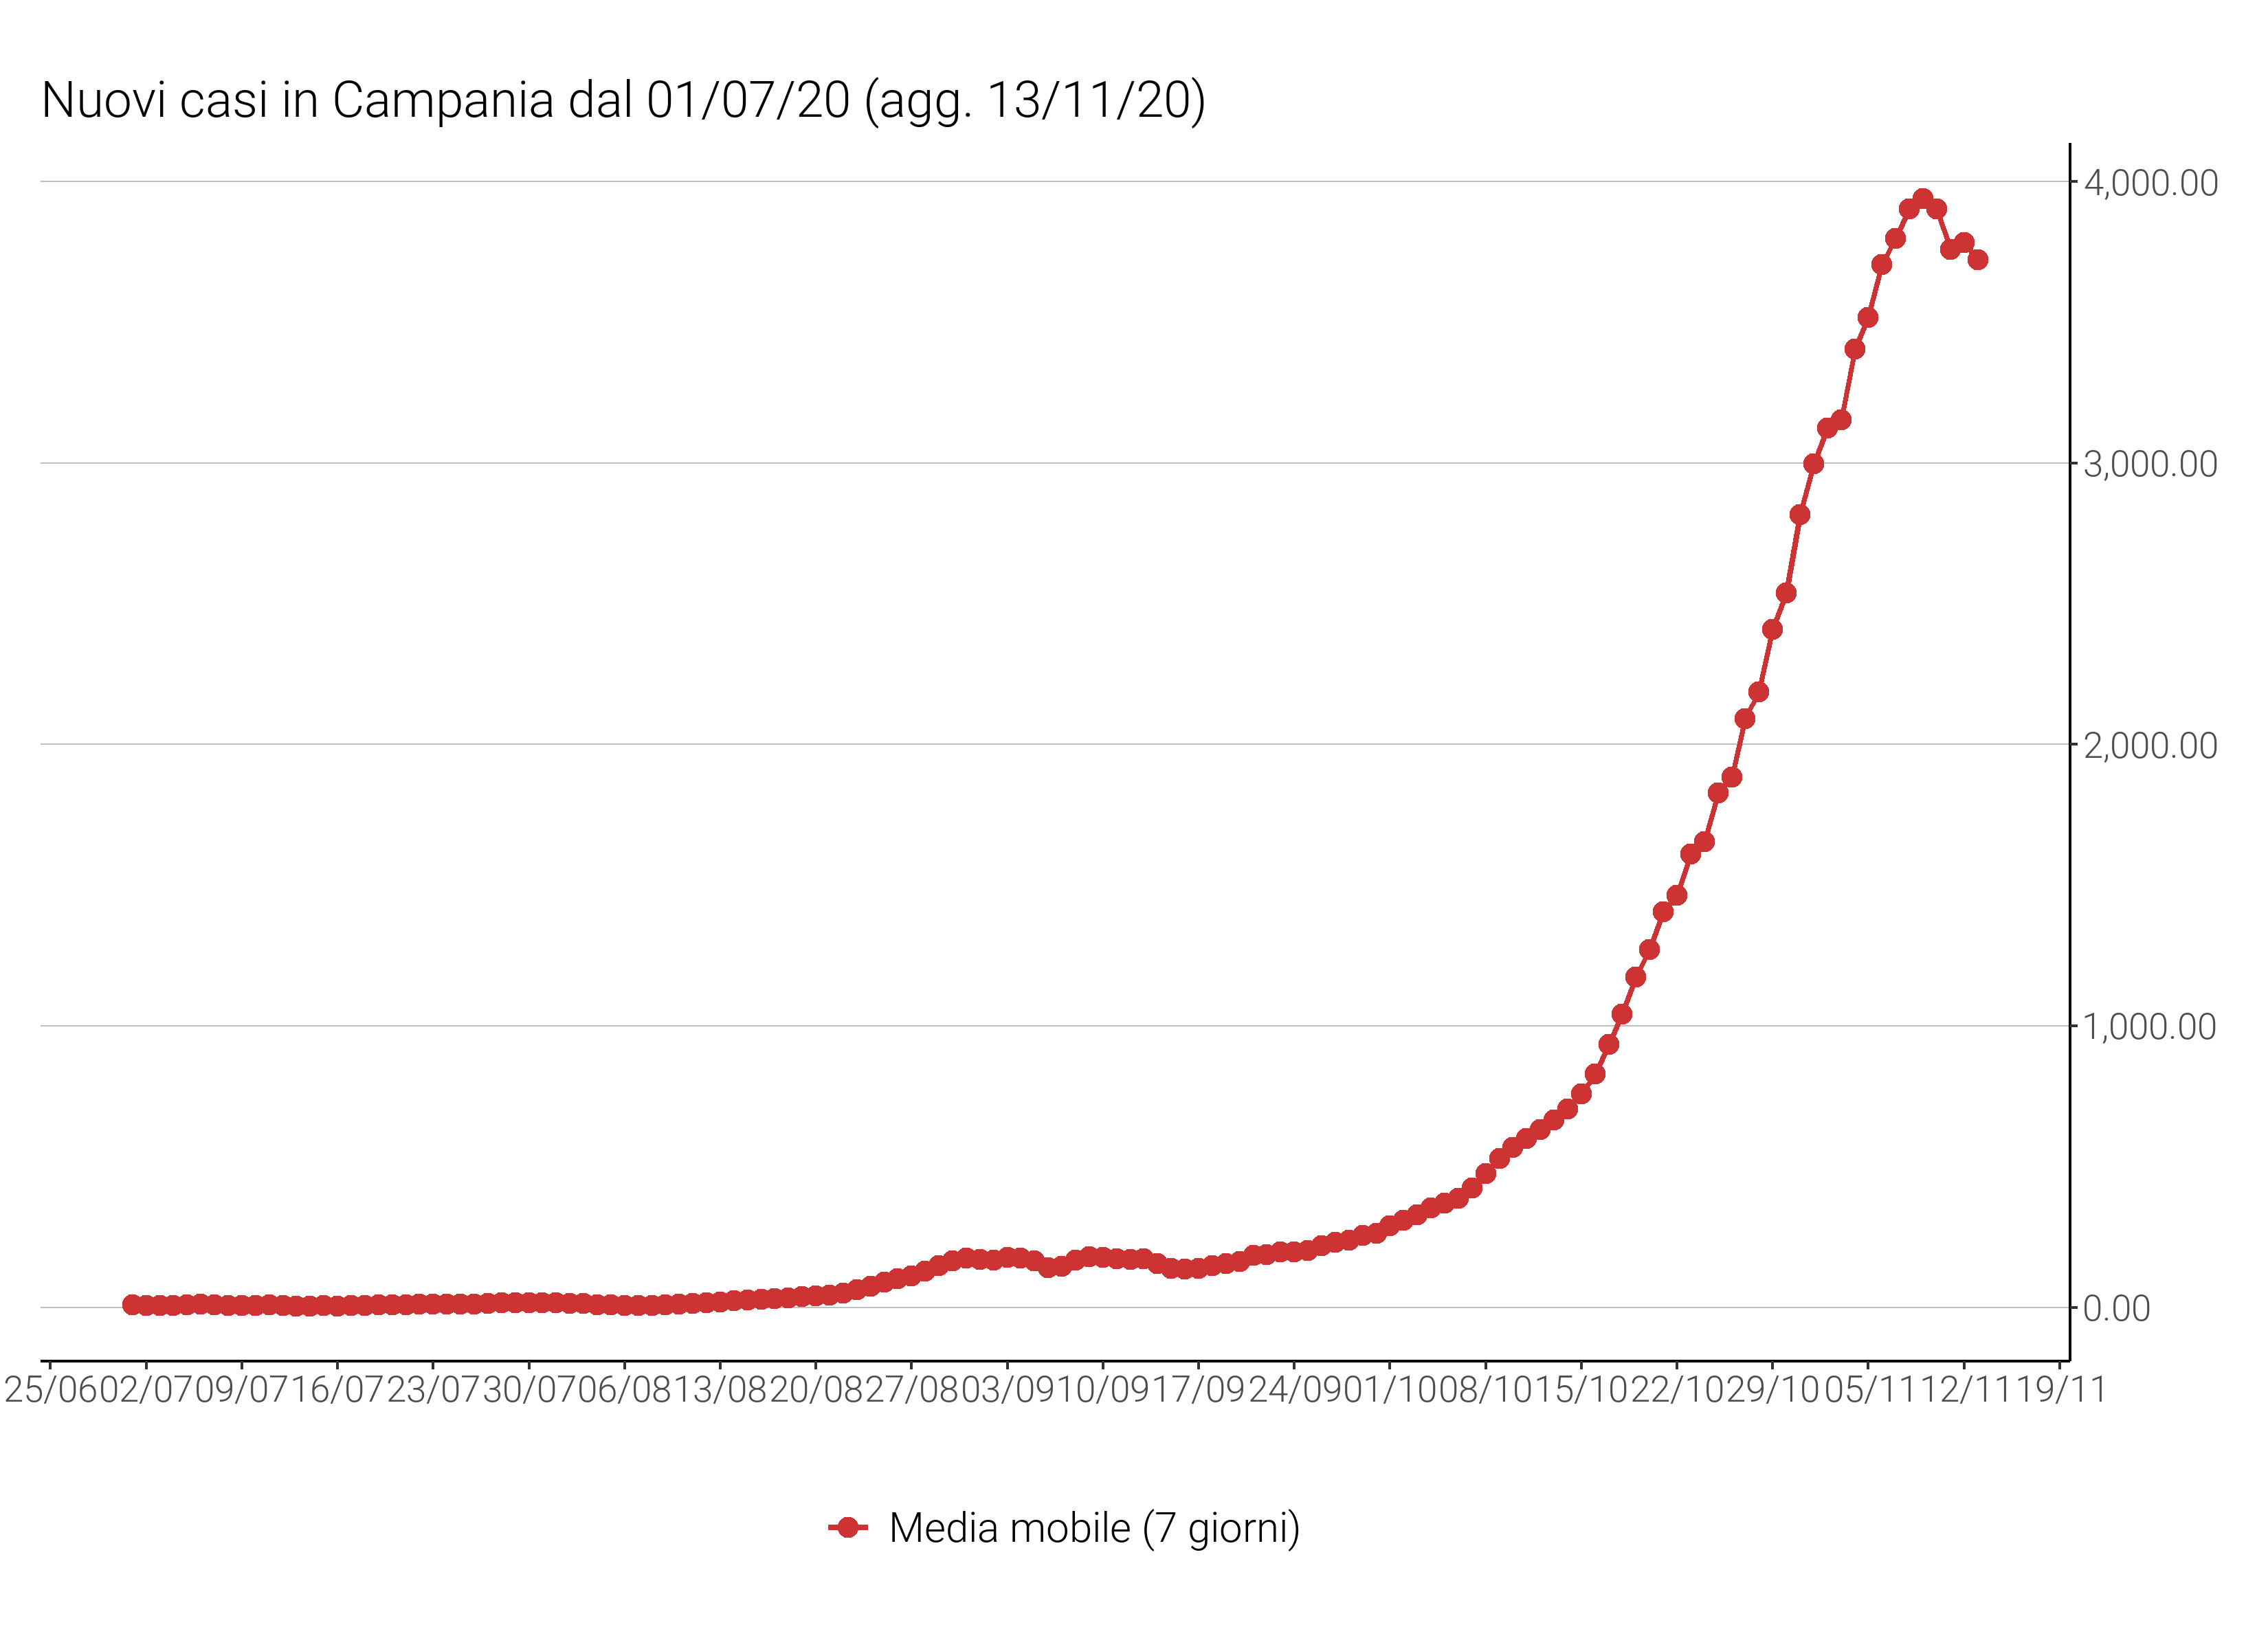 Nuovi casi in Campania dal 01/07/20 (agg. 13/11/20)
4,000.00
3,000.00
2,000.00
1,000.00
0.00
25/06 02/07 09/07 16/07 23/07 30/07 06/08 13/08 20/08 27/08 03/09 10/09 17/09 24/09 01/10 08/10 15/10 22/10 29/10 05/11 12/11 19/11
Media mobile (7 giorni)